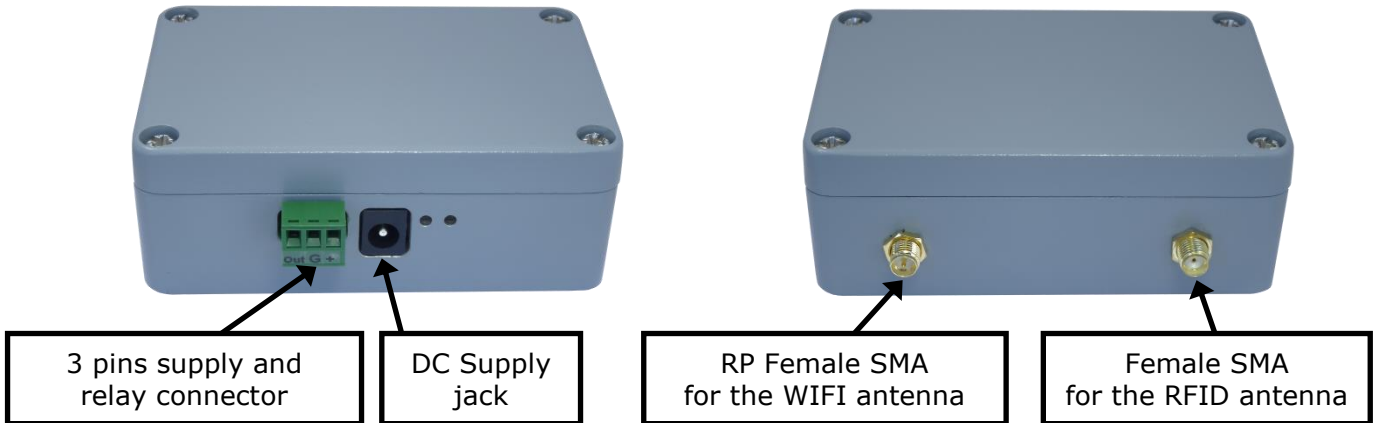 Out G +
3 pins supply and
relay connector
DC Supply
jack
RP Female SMA
for the WIFI antenna
Female SMA
for the RFID antenna